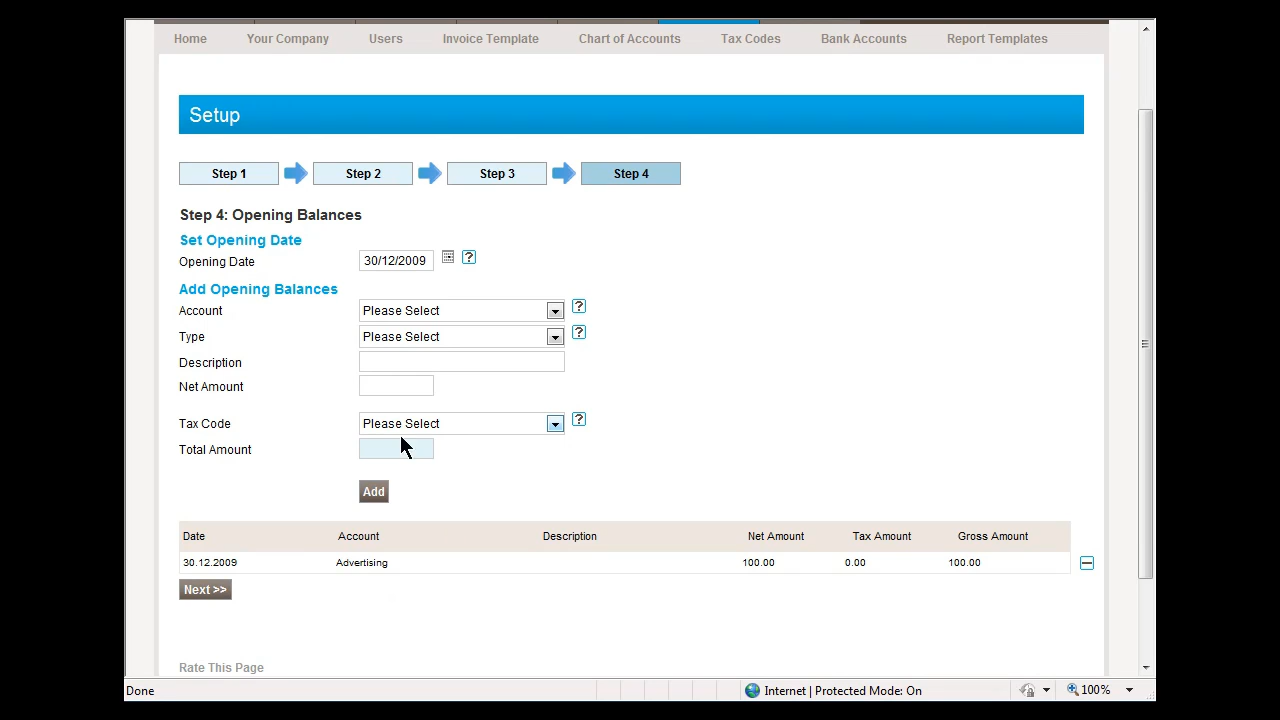 Home Your Company Users Invoice Template Chart of Accounts Tax Codes Bank Accounts Report Templates
Setup
Step 1 Step 2 Step 3 Step 4
Step 4: Opening Balances
Set Opening Date
Opening Date 30/12/2009 ?
Add Opening Balances
Account Please Select ?
Type Please Select ?
Description
Net Amount
Tax Code Please Select ?
Total Amount
Add
Date Account Description Net Amount Tax Amount Gross Amount
30.12.2009 Advertising 100.00 0.00 100.00
Next >>
Rate This Page
Done Internet | Protected Mode: On 100%